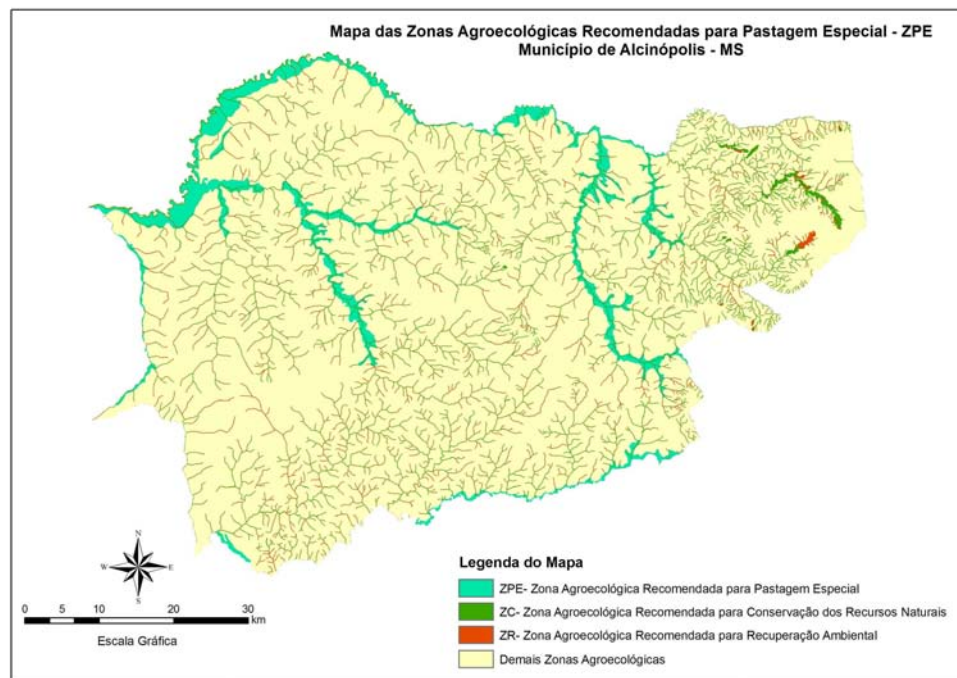 Mapa das Zonas Agroecológicas Recomendadas para Pastagem Especial - ZPE
Município de Alcinópolis - MS
N
W E
S
0 5 10 20 30
km
Escala Gráfica
Legenda do Mapa
ZPE- Zona Agroecológica Recomendada para Pastagem Especial
ZC- Zona Agroecológica Recomendada para Conservação dos Recursos Naturais
ZR- Zona Agroecológica Recomendada para Recuperação Ambiental
Demais Zonas Agroecológicas